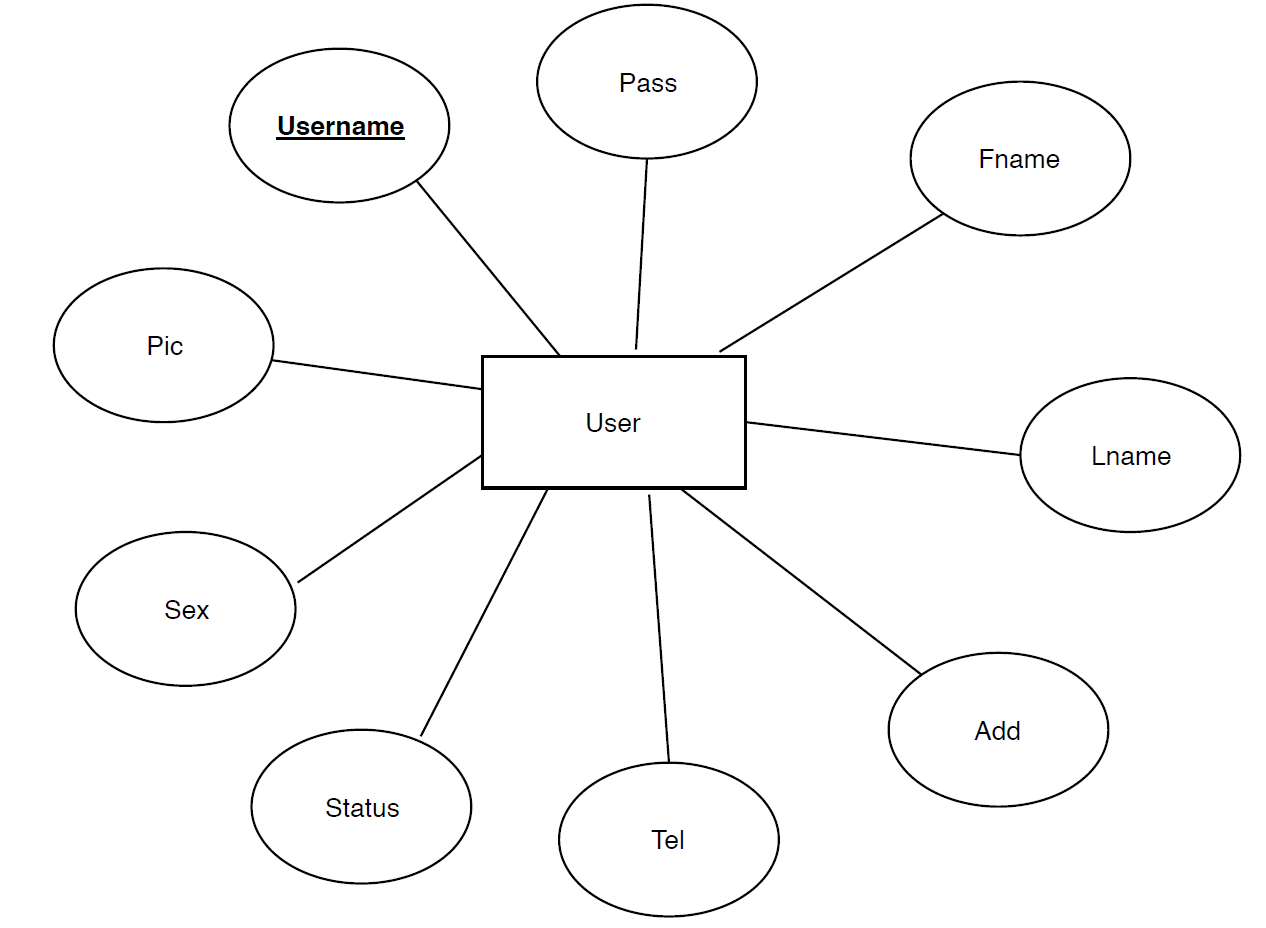 Pass
Username
Fname
Pic
User
Lname
Sex
Add
Status
Tel